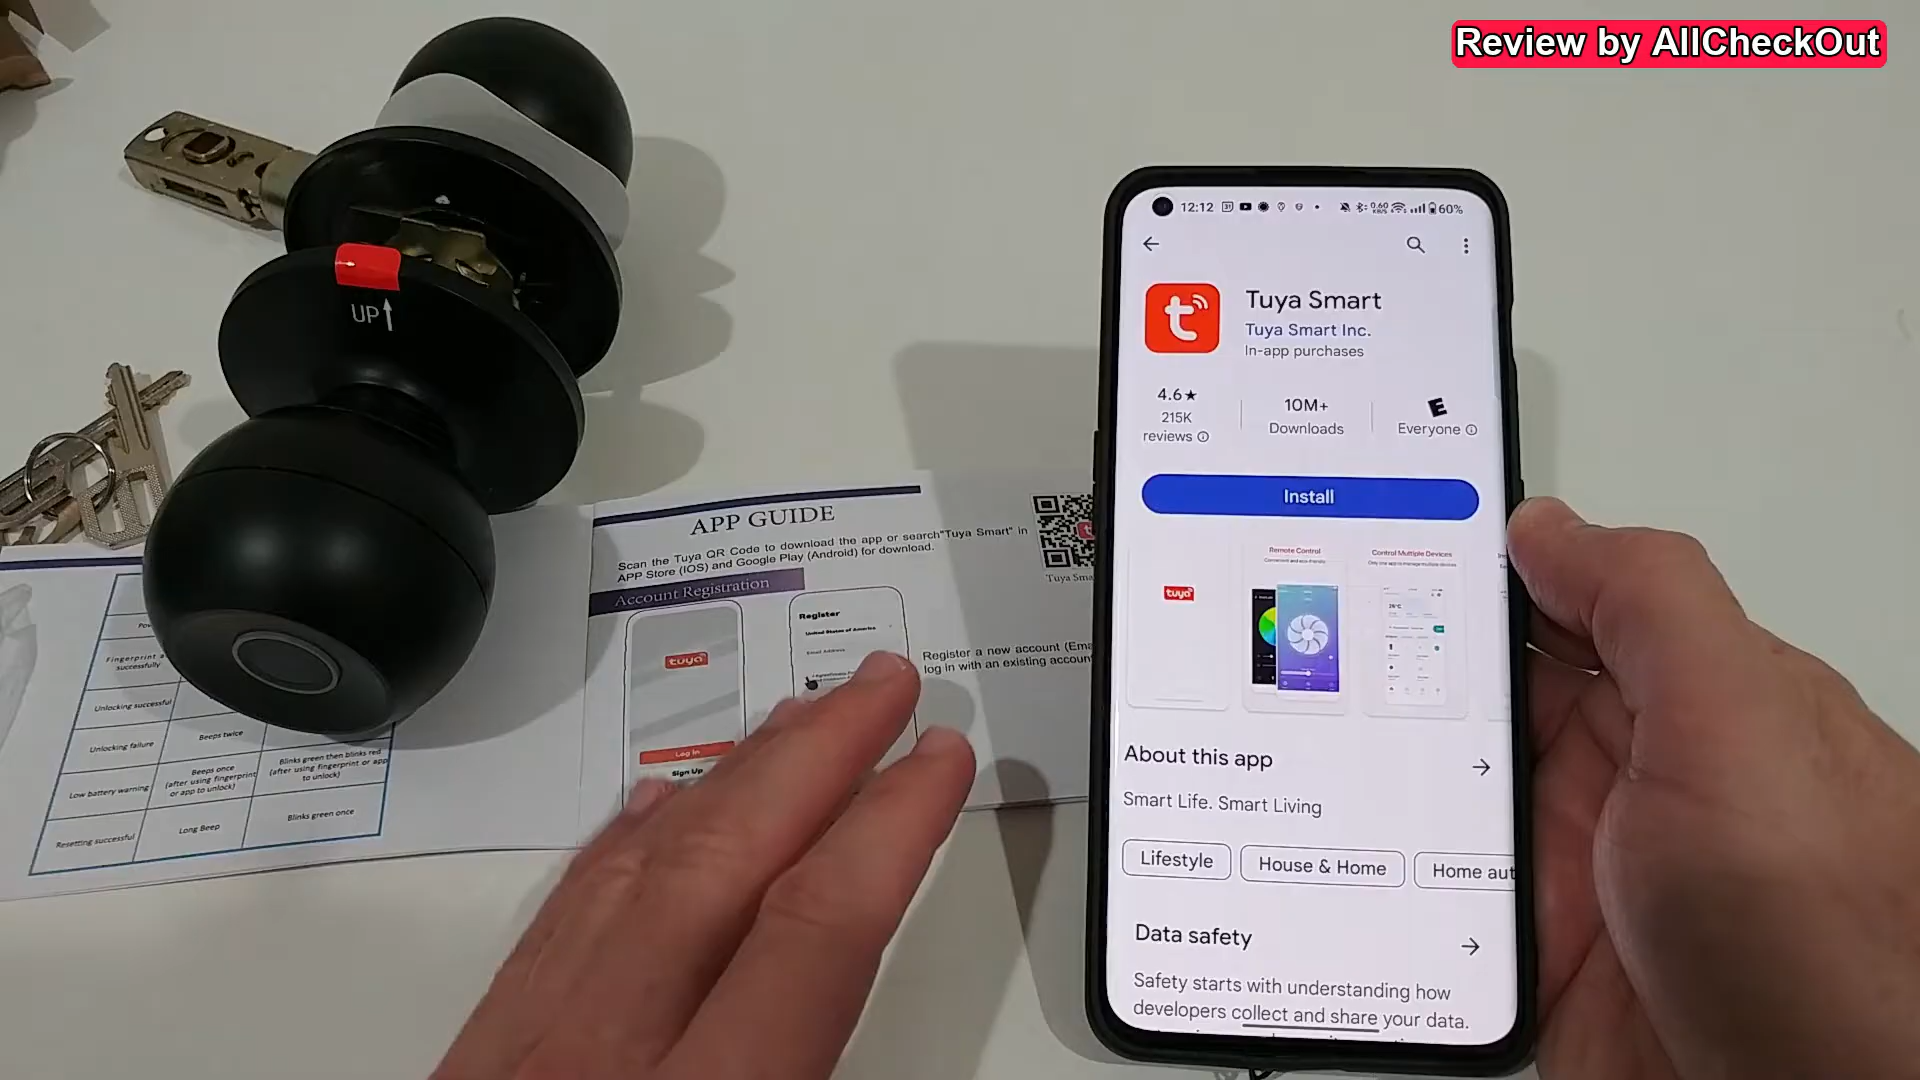 Review by AllCheckOut
UP
12:12
60%
Tuya Smart
Tuya Smart Inc.
In-app purchases
4.6★
215K
reviews
10M+
Downloads
E
Everyone
Install
Remote Control
Control Multiple Devices
tuya
About this app
Smart Life. Smart Living
Lifestyle
House & Home
Home aut
Data safety
Safety starts with understanding how
developers collect and share your data.
APP GUIDE
Scan the Tuya QR Code to download the app or search"Tuya Smart" in
APP Store (IOS) and Google Play (Android) for download.
Tuya Sma
Account Registration
tuya
Log In
Sign Up
Register
United States of America
Email Address
Register a new account (Ema
log in with an existing accoun
Fingerprint
successfully
Unlocking successful
Unlocking failure
Beeps twice
Low battery warning
Beeps once
(after using fingerprint
or app to unlock)
Blinks green then blinks red
(after using fingerprint or app
to unlock)
Resetting successful
Long Beep
Blinks green once